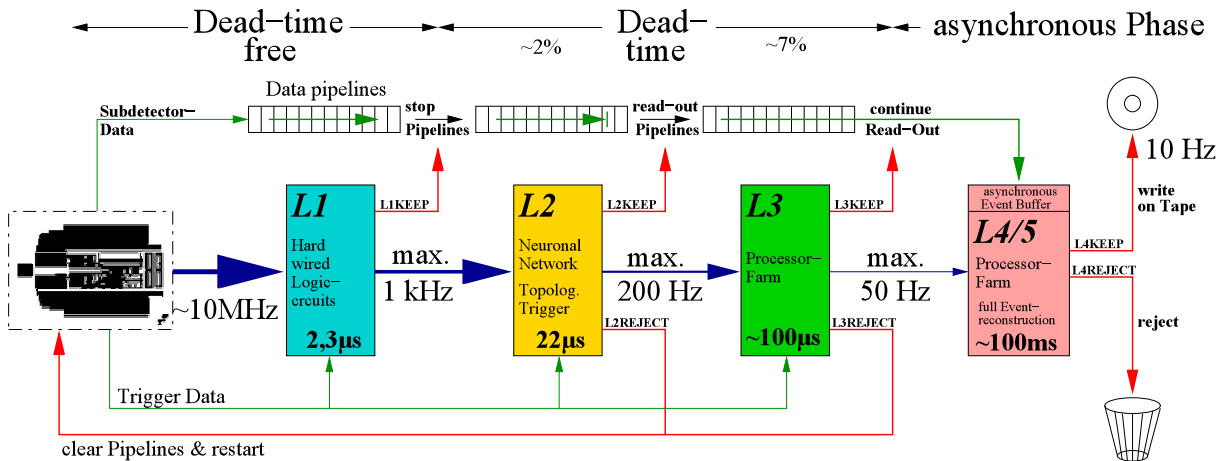 Dead-time
free
Dead-
time
asynchronous Phase
~2%
~7%
Data pipelines
Subdetector-
Data
stop
Pipelines
read-out
Pipelines
continue
Read-Out
10 Hz
write
on Tape
L1
Hard
wired
Logic-
circuits
2,3µs
L1KEEP
max.
1 kHz
L2
Neuronal
Network
Topolog.
Trigger
22µs
L2KEEP
max.
200 Hz
L2REJECT
L3
Processor-
Farm
~100µs
L3KEEP
max.
50 Hz
L3REJECT
asynchronous
Event Buffer
L4/5
Processor-
Farm
full Event-
reconstruction
~100ms
L4KEEP
L4REJECT
reject
~10MHz
Trigger Data
clear Pipelines & restart